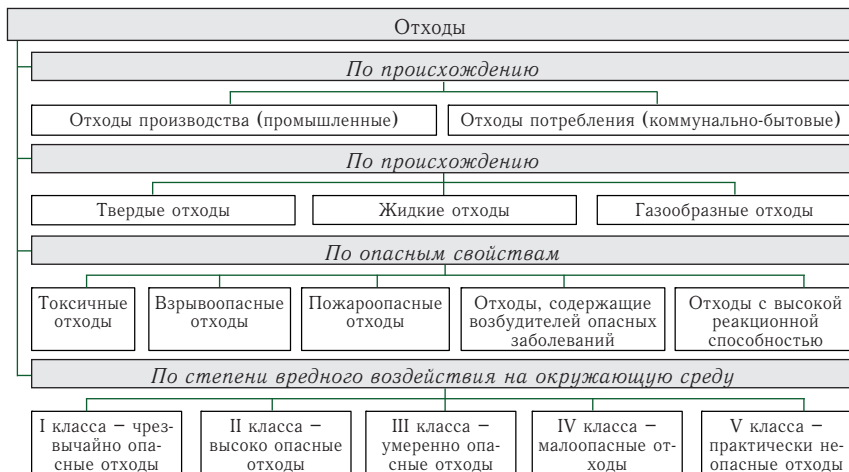 Отходы
По происхождению
Отходы производства (промышленные)
Отходы потребления (коммунально-бытовые)
По происхождению
Твердые отходы
Жидкие отходы
Газообразные отходы
По опасным свойствам
Токсичные
отходы
Взрывоопасные
отходы
Пожароопасные
отходы
Отходы, содержащие
возбудителей опасных
заболеваний
Отходы с высокой
реакционной
способностью
По степени вредного воздействия на окружающую среду
I класса – чрез-
вычайно опа-
сные отходы
II класса –
высоко опасные
отходы
III класса –
умеренно опа-
сные отходы
IV класса –
малоопасные от-
ходы
V класса –
практически не-
опасные отходы